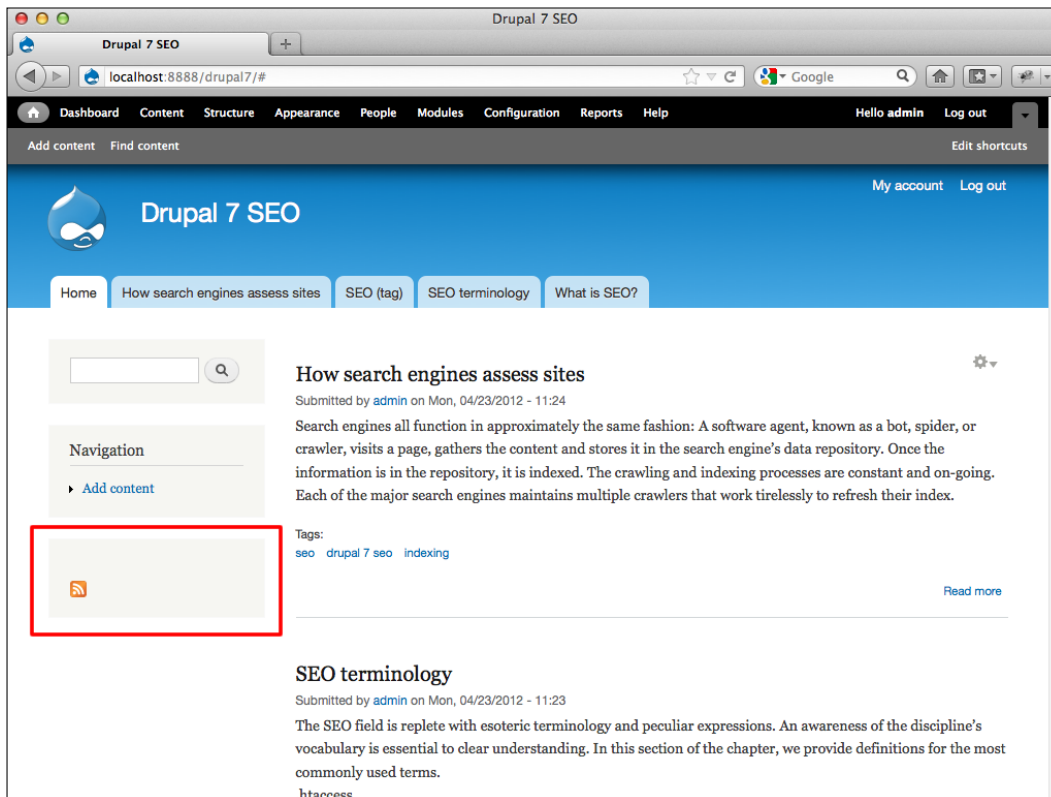 Drupal 7 SEO
Drupal 7 SEO
localhost:8888/drupal7/#
Google
Dashboard Content Structure Appearance People Modules Configuration Reports Help Hello admin Log out
Add content Find content Edit shortcuts
My account Log out
Drupal 7 SEO
Home How search engines assess sites SEO (tag) SEO terminology What is SEO?
Navigation
Add content
How search engines assess sites
Submitted by admin on Mon, 04/23/2012 - 11:24
Search engines all function in approximately the same fashion: A software agent, known as a bot, spider, or
crawler, visits a page, gathers the content and stores it in the search engine's data repository. Once the
information is in the repository, it is indexed. The crawling and indexing processes are constant and on-going.
Each of the major search engines maintains multiple crawlers that work tirelessly to refresh their index.
Tags:
seo drupal 7 seo indexing
Read more
SEO terminology
Submitted by admin on Mon, 04/23/2012 - 11:23
The SEO field is replete with esoteric terminology and peculiar expressions. An awareness of the discipline's
vocabulary is essential to clear understanding. In this section of the chapter, we provide definitions for the most
commonly used terms.
.htaccess